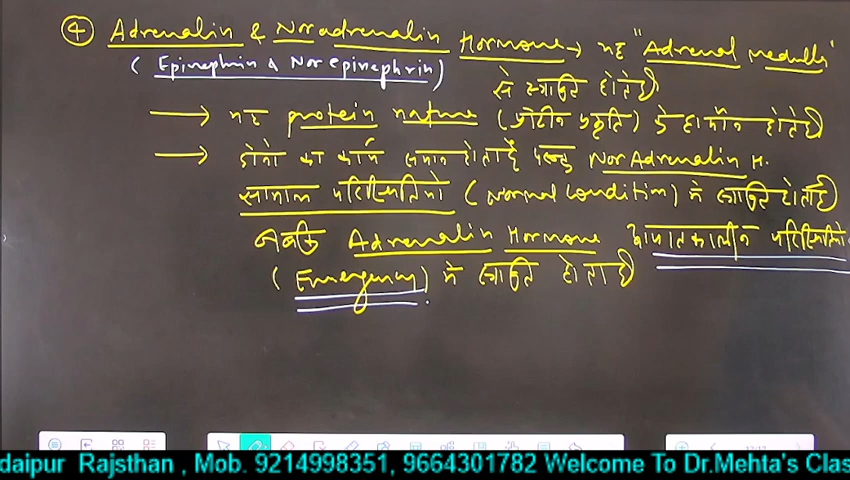 ④ Adrenalin & Noradrenalin Hormone → यह "Adrenal medulla"
(Epinephrin & Norepinephrin) से स्त्रावित होते है
→ यह protein nature (प्रोटीन प्रकृति) के हार्मोन होते है
→ दोनो का कार्य समान होता है परन्तु NorAdrenalin H.
सामान्य परिस्थितियो (Normal Condition) मे स्त्रावित होता है
जबकि Adrenalin Hormone आपातकालीन परिस्थितियो
(Emergency) मे स्त्रावित होता है
daipur Rajsthan , Mob. 9214998351, 9664301782 Welcome To Dr.Mehta's Clas